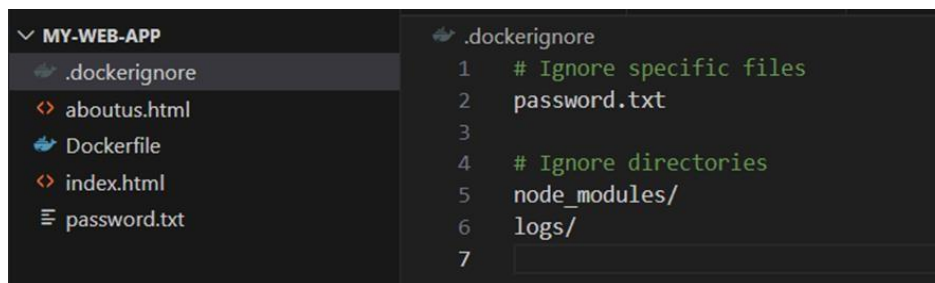 MY-WEB-APP
.dockerignore
aboutus.html
Dockerfile
index.html
password.txt
.dockerignore
1 # Ignore specific files
2 password.txt
3
4 # Ignore directories
5 node_modules/
6 logs/
7